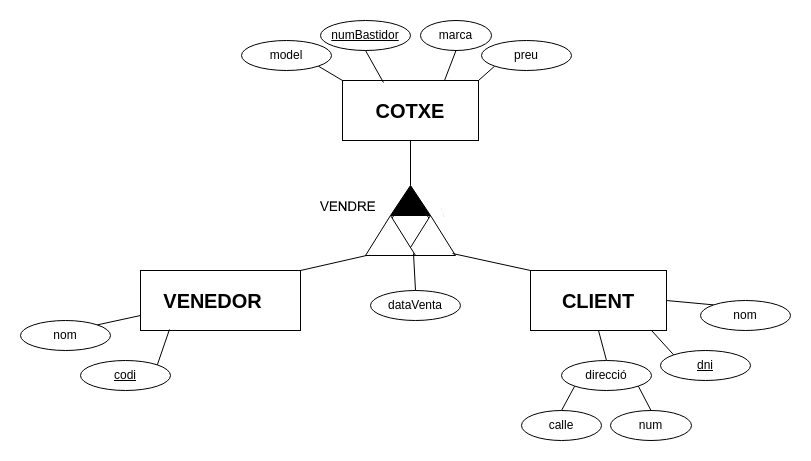 numBastidor
marca
model
preu
COTXE
VENDRE
VENEDOR
CLIENT
dataVenta
nom
nom
codi
direcció
dni
calle
num